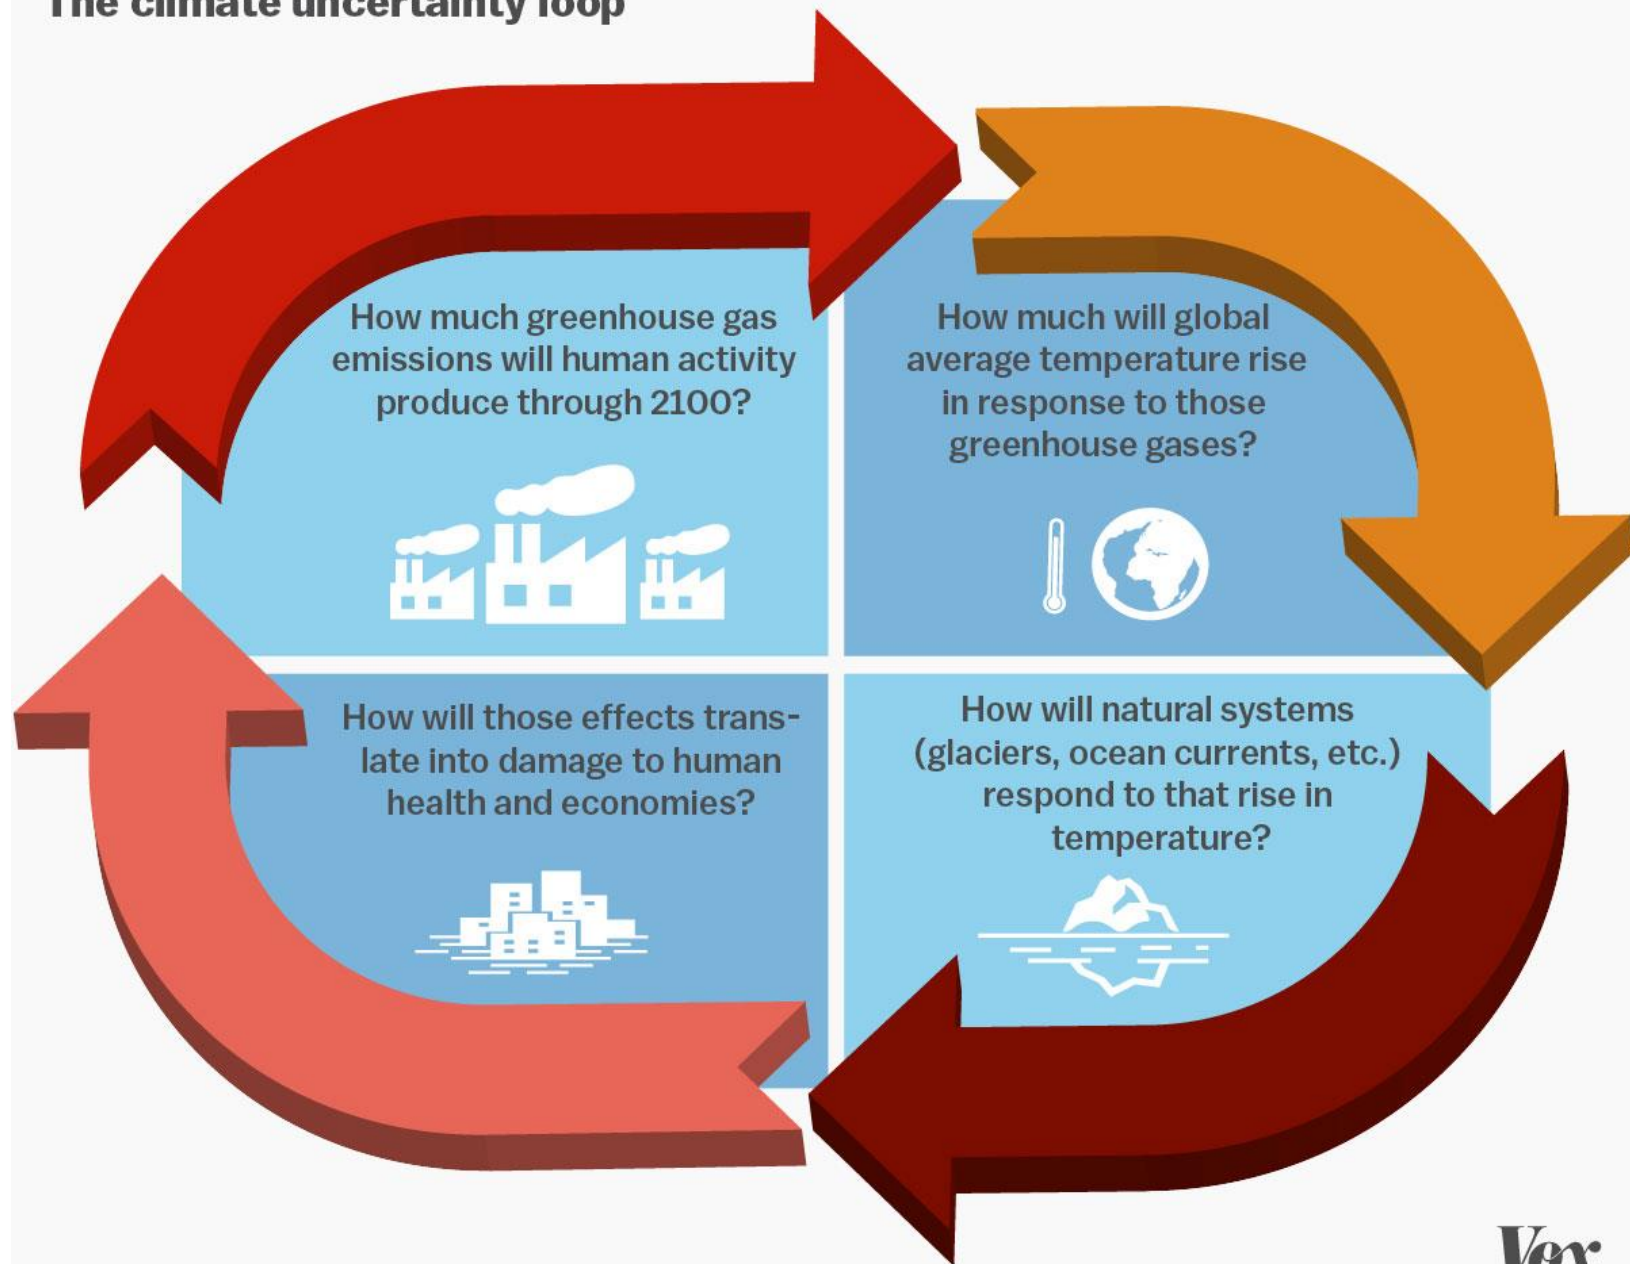 The climate uncertainty loop
How much greenhouse gas
emissions will human activity
produce through 2100?
How much will global
average temperature rise
in response to those
greenhouse gases?
How will those effects trans-
late into damage to human
health and economies?
How will natural systems
(glaciers, ocean currents, etc.)
respond to that rise in
temperature?
Vox